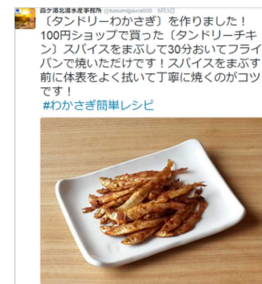 霞ケ浦北浦水産事務所 @kasumigaura000 9月3日
〔タンドリーわかさぎ〕を作りました！
100円ショップで買った〔タンドリーチキ
ン〕スパイスをまぶして30分おいてフライ
パンで焼いただけです！スパイスをまぶす
前に体表をよく拭いて丁寧に焼くのがコツ
です！
#わかさぎ簡単レシピ